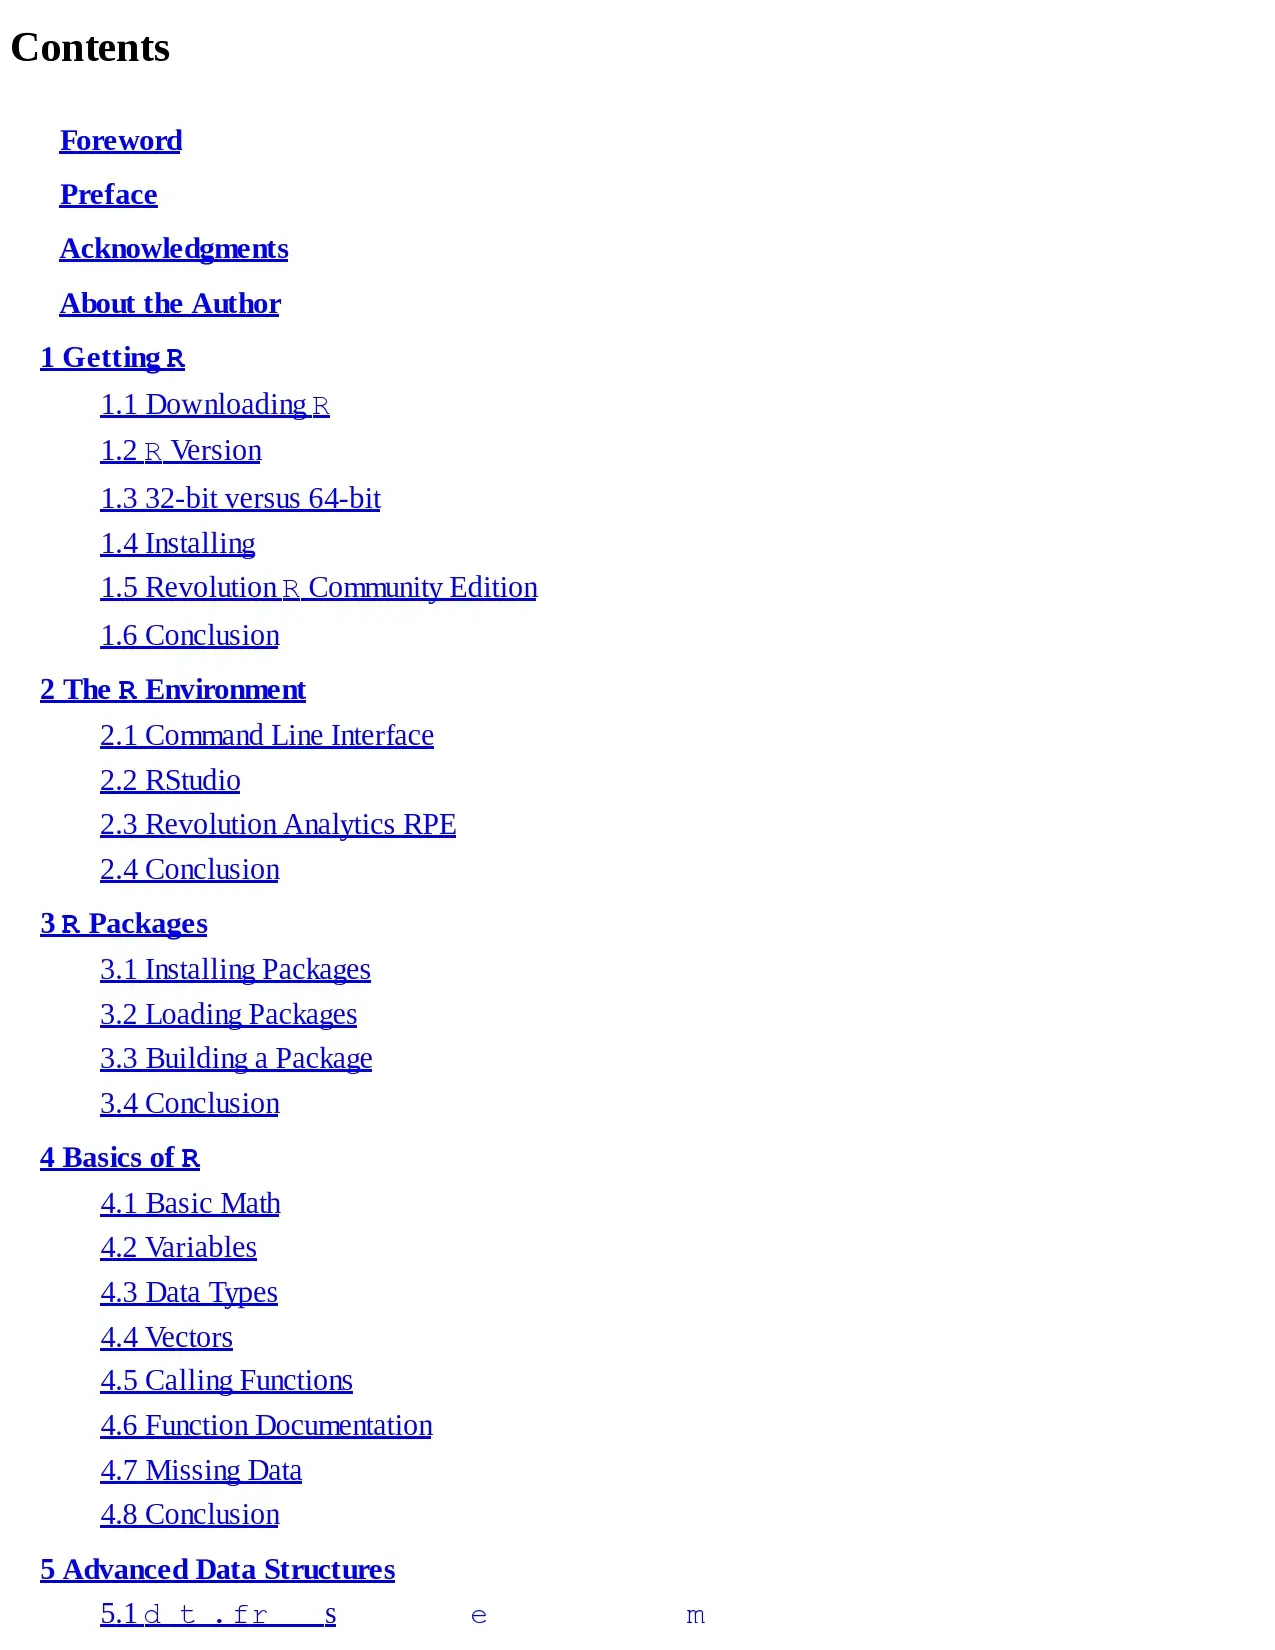 Contents
Foreword
Preface
Acknowledgments
About the Author
1 Getting R
1.1 Downloading R
1.2 R Version
1.3 32-bit versus 64-bit
1.4 Installing
1.5 Revolution R Community Edition
1.6 Conclusion
2 The R Environment
2.1 Command Line Interface
2.2 RStudio
2.3 Revolution Analytics RPE
2.4 Conclusion
3 R Packages
3.1 Installing Packages
3.2 Loading Packages
3.3 Building a Package
3.4 Conclusion
4 Basics of R
4.1 Basic Math
4.2 Variables
4.3 Data Types
4.4 Vectors
4.5 Calling Functions
4.6 Function Documentation
4.7 Missing Data
4.8 Conclusion
5 Advanced Data Structures
5.1 d t .fr s e m